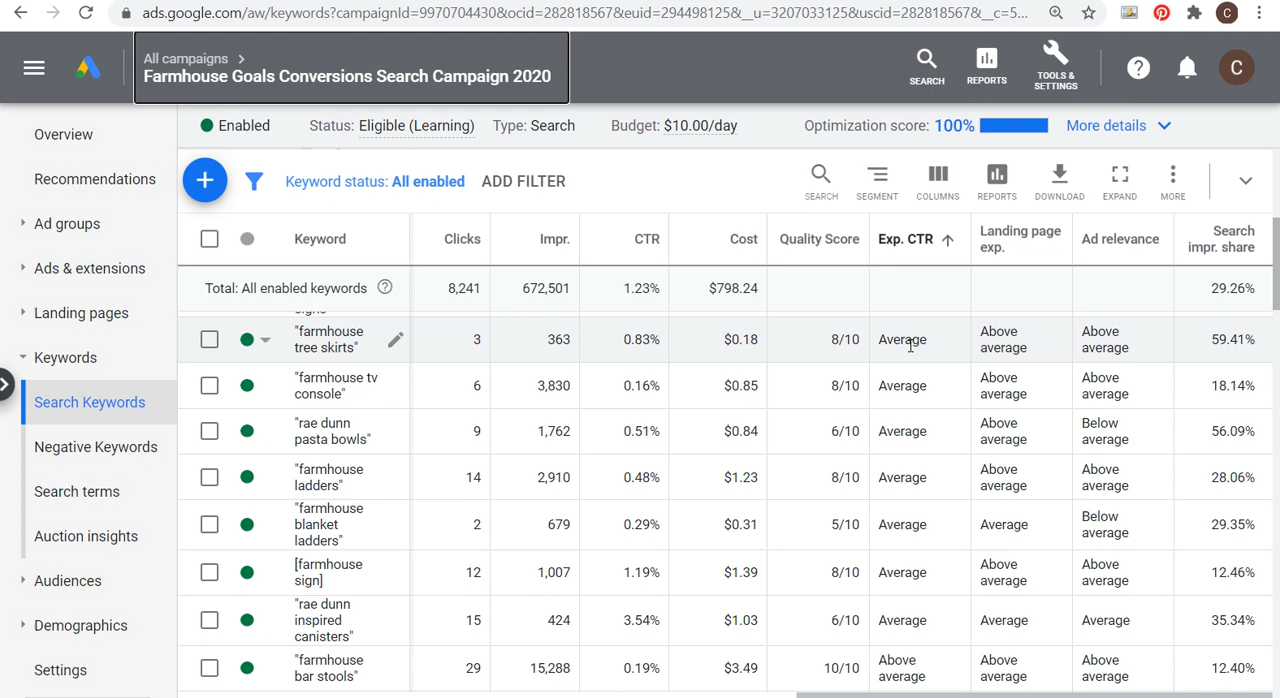 ads.google.com/aw/keywords?campaignId=9970704430&ocid=282818567&euid=294498125&__u=3207033125&uscid=282818567&__c=5...
C
All campaigns
Farmhouse Goals Conversions Search Campaign 2020
SEARCH
REPORTS
TOOLS &
SETTINGS
?
C
Overview
Recommendations
Ad groups
Ads & extensions
Landing pages
Keywords
Search Keywords
Negative Keywords
Search terms
Auction insights
Audiences
Demographics
Settings
Enabled Status: Eligible (Learning) Type: Search Budget: $10.00/day Optimization score: 100% More details
+ Keyword status: All enabled ADD FILTER
SEARCH SEGMENT COLUMNS REPORTS DOWNLOAD EXPAND MORE
Keyword Clicks Impr. CTR Cost Quality Score Exp. CTR Landing page exp. Ad relevance Search impr. share
Total: All enabled keywords ? 8,241 672,501 1.23% $798.24 29.26%
"farmhouse tree skirts" 3 363 0.83% $0.18 8/10 Average Above average Above average 59.41%
"farmhouse tv console" 6 3,830 0.16% $0.85 8/10 Average Above average Above average 18.14%
"rae dunn pasta bowls" 9 1,762 0.51% $0.84 6/10 Average Above average Below average 56.09%
"farmhouse ladders" 14 2,910 0.48% $1.23 8/10 Average Above average Above average 28.06%
"farmhouse blanket ladders" 2 679 0.29% $0.31 5/10 Average Average Below average 29.35%
[farmhouse sign] 12 1,007 1.19% $1.39 8/10 Average Above average Above average 12.46%
"rae dunn inspired canisters" 15 424 3.54% $1.03 6/10 Average Average Average 35.34%
"farmhouse bar stools" 29 15,288 0.19% $3.49 10/10 Above average Above average Above average 12.40%